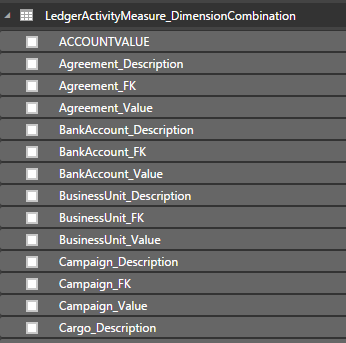 LedgerActivityMeasure_DimensionCombination
ACCOUNTVALUE
Agreement_Description
Agreement_FK
Agreement_Value
BankAccount_Description
BankAccount_FK
BankAccount_Value
BusinessUnit_Description
BusinessUnit_FK
BusinessUnit_Value
Campaign_Description
Campaign_FK
Campaign_Value
Cargo_Description